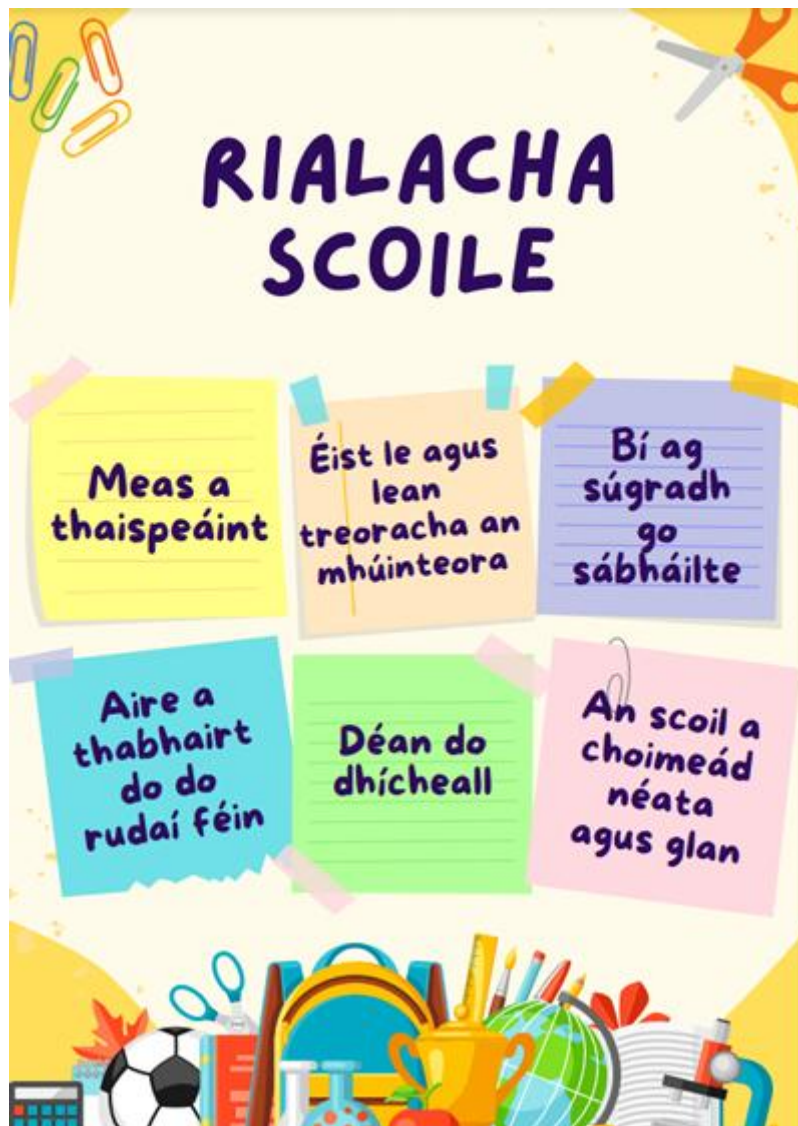 RIALACHA
SCOILE
Meas a
thaispeáint
Éist le agus
lean
treoracha an
mhúinteora
Bí ag
súgradh
go
sábháilte
Aire a
thabhairt
do do
rudaí féin
Déan do
dhícheall
An scoil a
choimeád
néata
agus glan